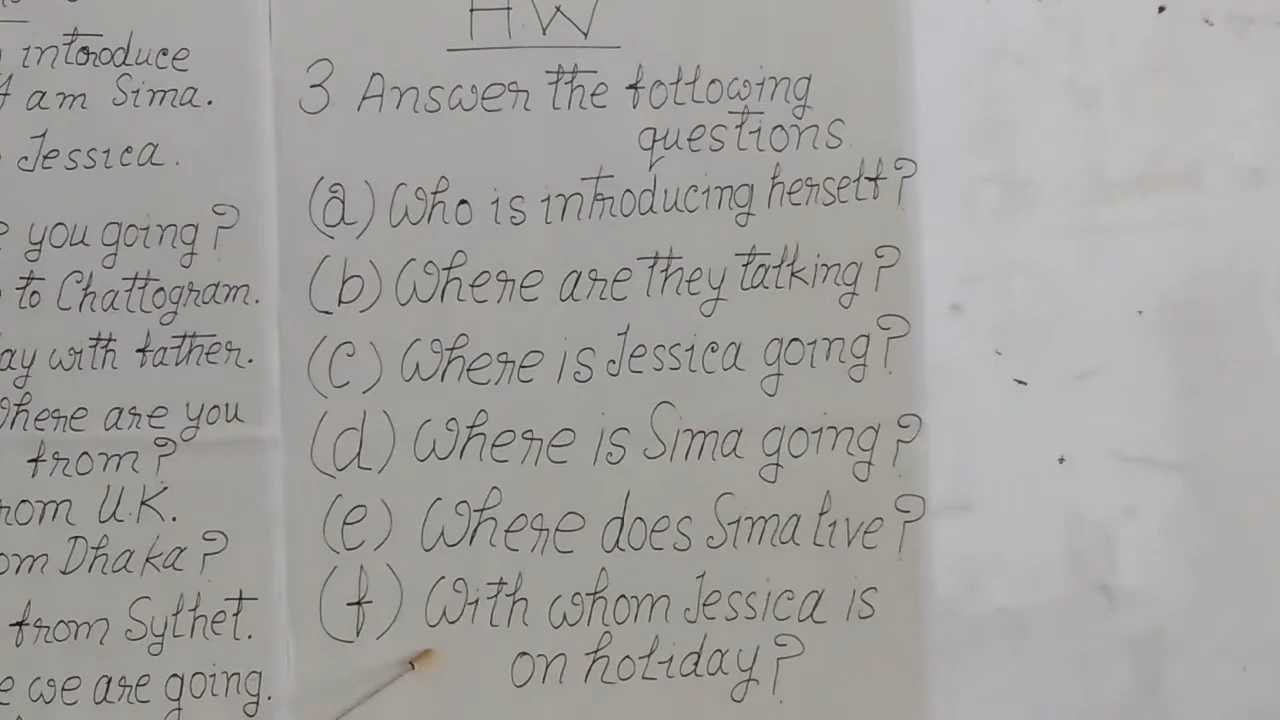 introduce
am Sima.
Jessica.
you going?
to Chattogram.
ay with father.
here are you
from?
rom U.K.
om Dhaka?
from Sylhet.
e we are going.
HW
3 Answer the following
questions
(a) Who is introducing herself?
(b) Where are they talking?
(c) Where is Jessica going?
(d) Where is Sima going?
(e) Where does Sima live?
(f) With whom Jessica is
on holiday?